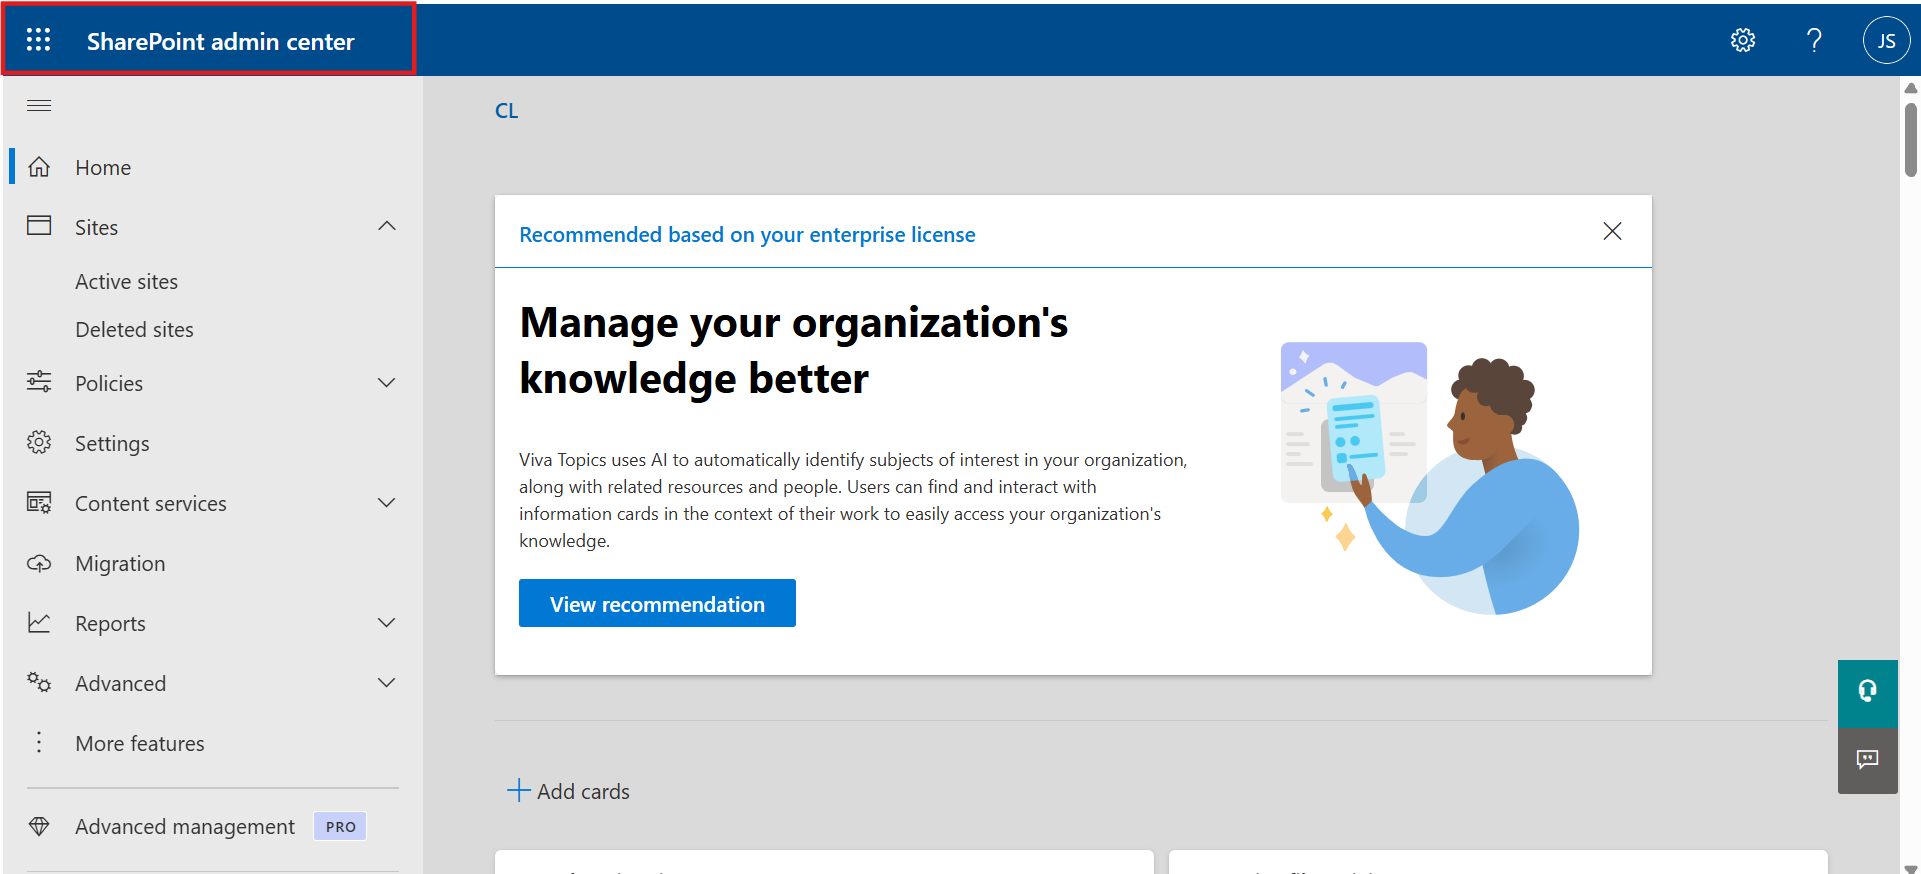 SharePoint admin center
JS
CL
Home
Sites
Active sites
Deleted sites
Policies
Settings
Content services
Migration
Reports
Advanced
More features
Advanced management PRO
Recommended based on your enterprise license
Manage your organization's
knowledge better
Viva Topics uses AI to automatically identify subjects of interest in your organization,
along with related resources and people. Users can find and interact with
information cards in the context of their work to easily access your organization's
knowledge.
View recommendation
Add cards